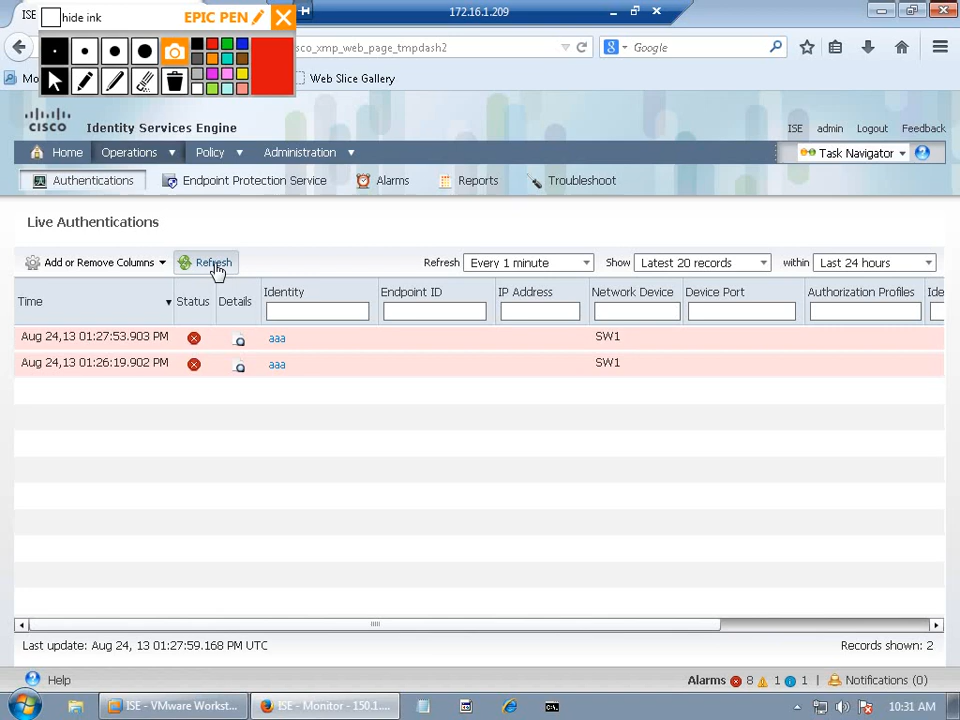 ISE
hide ink
EPIC PEN
172.16.1.209
isco_xmp_web_page_tmpdash2
Google
Mo
Web Slice Gallery
CISCO
Identity Services Engine
ISE admin Logout Feedback
Home Operations Policy Administration
Task Navigator
Authentications Endpoint Protection Service Alarms Reports Troubleshoot
Live Authentications
Add or Remove Columns Refresh Refresh Every 1 minute Show Latest 20 records within Last 24 hours
Time Status Details Identity Endpoint ID IP Address Network Device Device Port Authorization Profiles Ide
Aug 24,13 01:27:53.903 PM aaa SW1
Aug 24,13 01:26:19.902 PM aaa SW1
Last update: Aug 24, 13 01:27:59.168 PM UTC Records shown: 2
Help Alarms 8 1 1 Notifications (0)
ISE - VMware Workst... ISE - Monitor - 150.1.... 10:31 AM